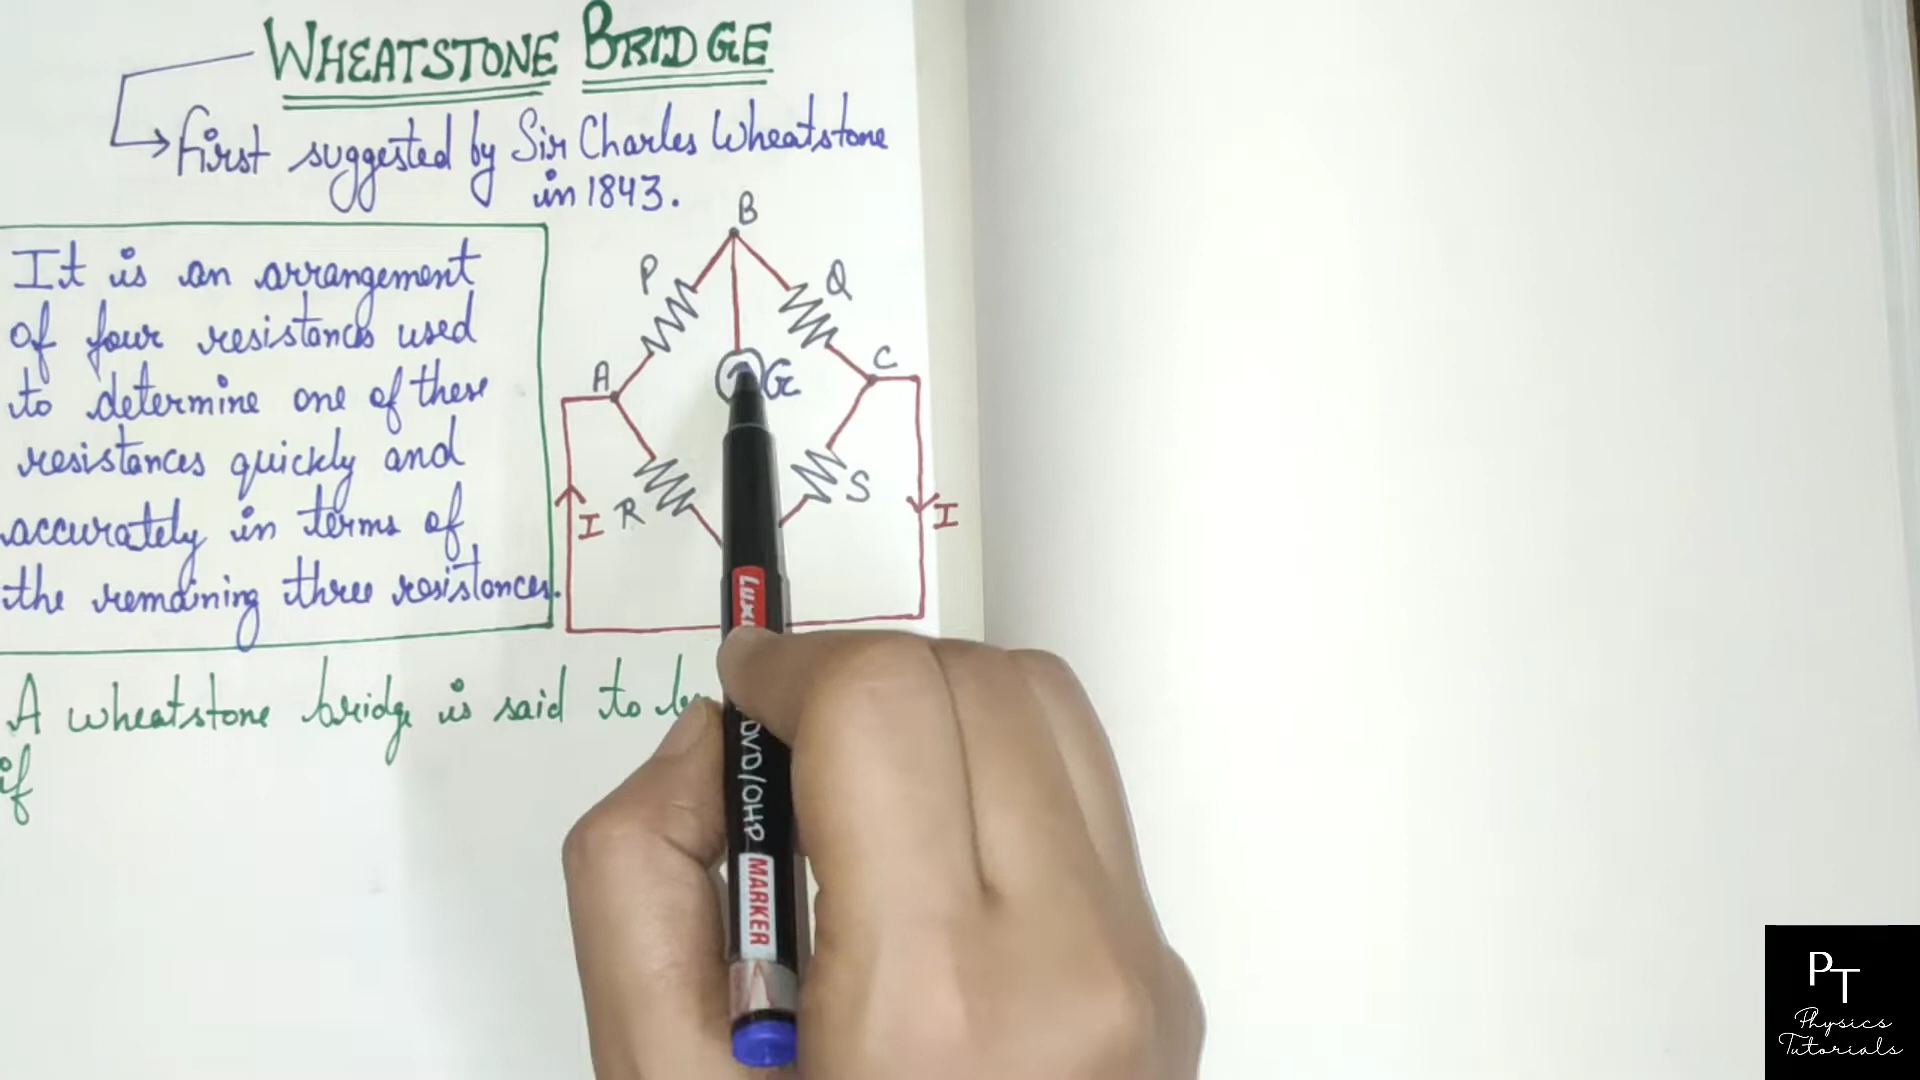 WHEATSTONE BRIDGE
First suggested by Sir Charles Wheatstone
in 1843.
It is an arrangement
of four resistances used
to determine one of these
resistances quickly and
accurately in terms of
the remaining three resistances.
B
P
Q
A
C
G
R
S
I
I
A wheatstone bridge is said to
if
LUX
DVD/OHP
MARKER
PT
Physics
Tutorials